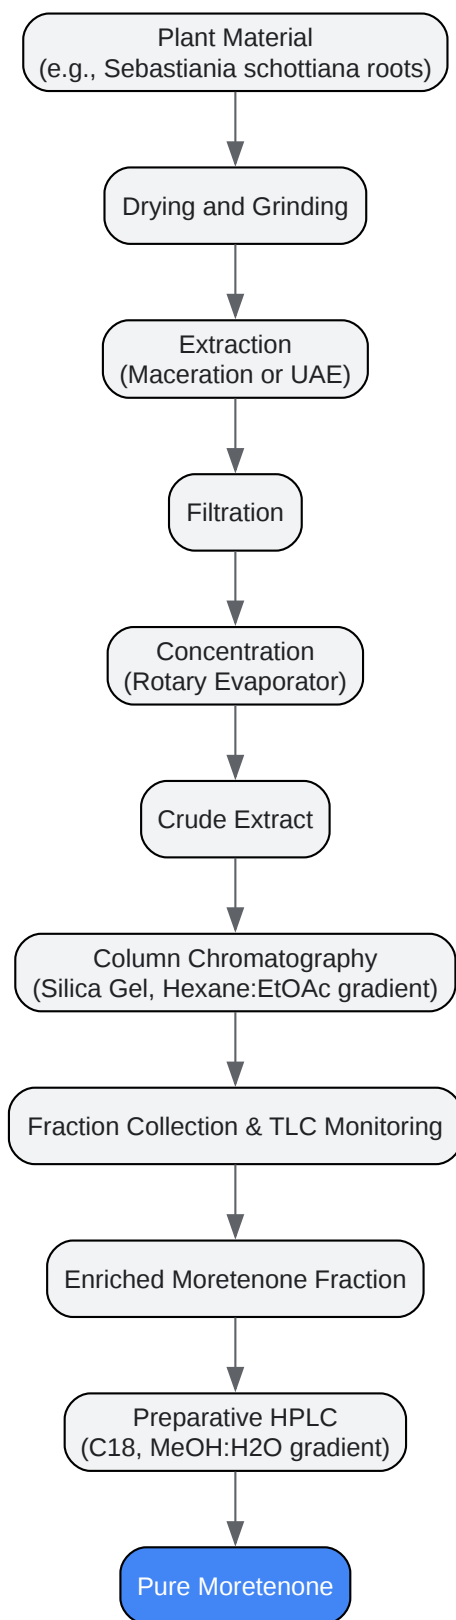 Plant Material
(e.g., Sebastiania schottiana roots)
Drying and Grinding
Extraction
(Maceration or UAE)
Filtration
Concentration
(Rotary Evaporator)
Crude Extract
Column Chromatography
(Silica Gel, Hexane:EtOAc gradient)
Fraction Collection & TLC Monitoring
Enriched Moretenone Fraction
Preparative HPLC
(C18, MeOH:H2O gradient)
Pure Moretenone